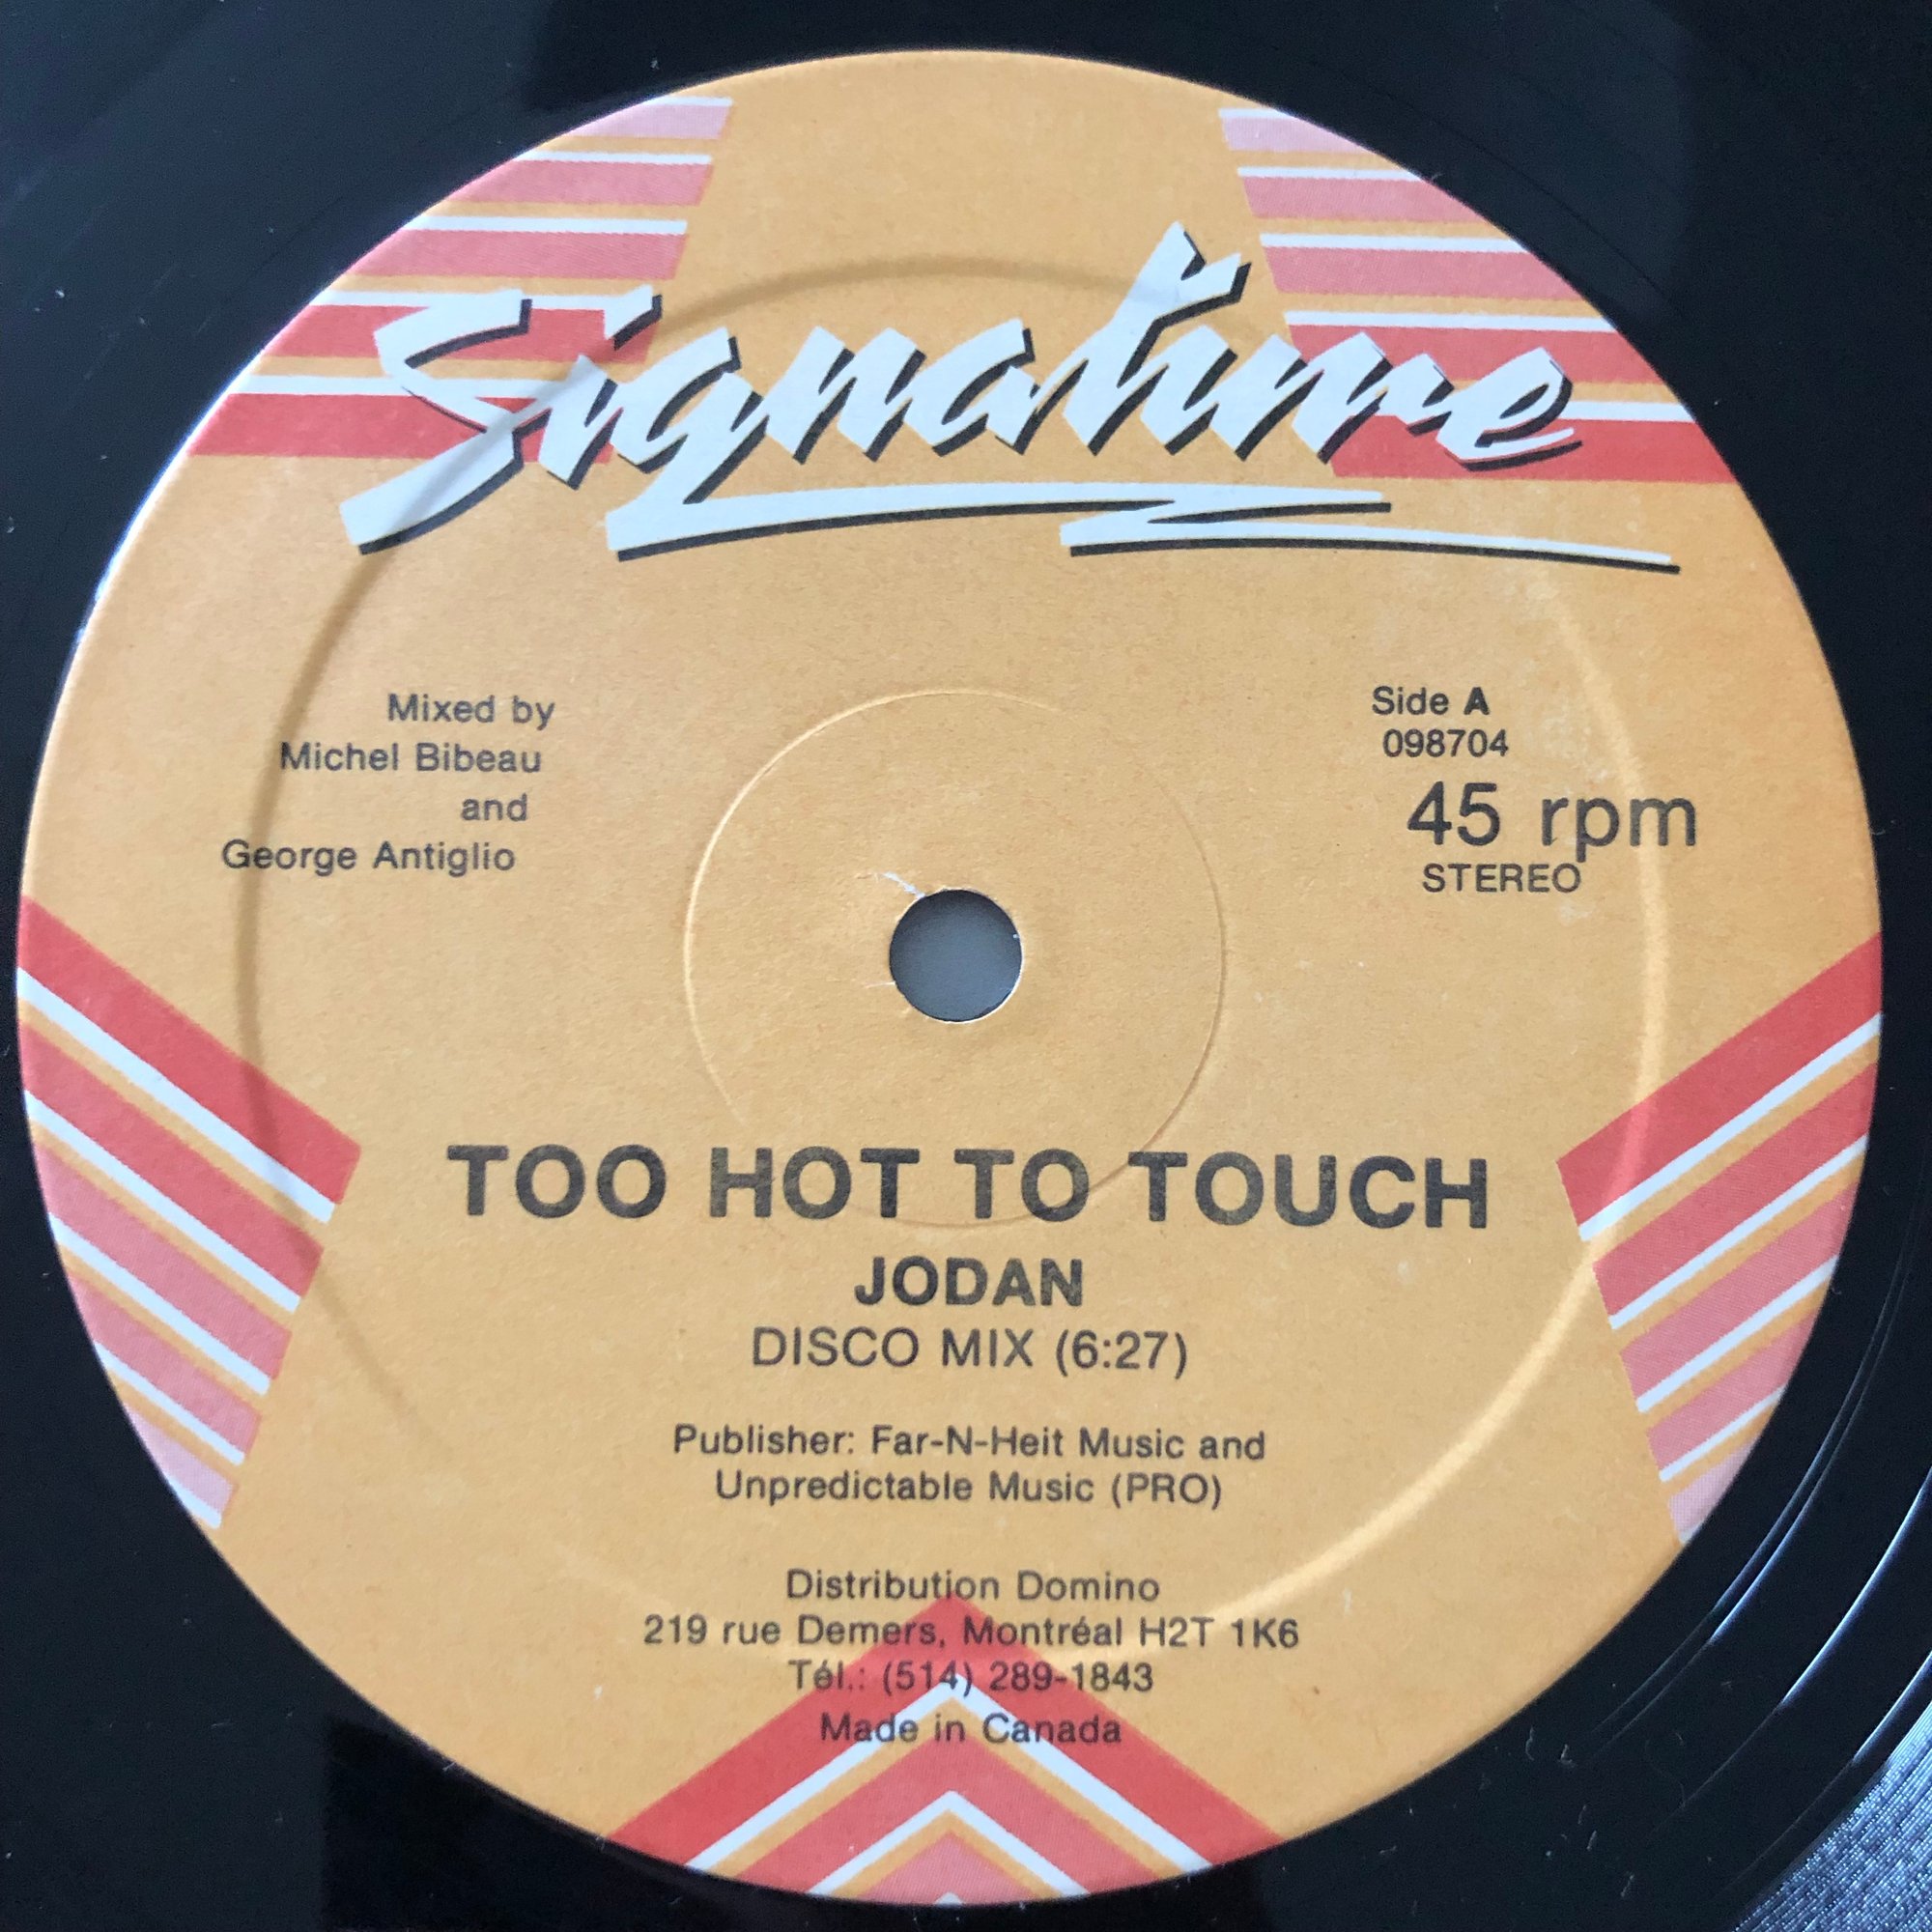 Signature
Mixed by
Michel Bibeau
and
George Antiglio
Side A
098704
45 rpm
STEREO
TOO HOT TO TOUCH
JODAN
DISCO MIX (6:27)
Publisher: Far-N-Heit Music and
Unpredictable Music (PRO)
Distribution Domino
219 rue Demers, Montréal H2T 1K6
Tél.: (514) 289-1843
Made in Canada